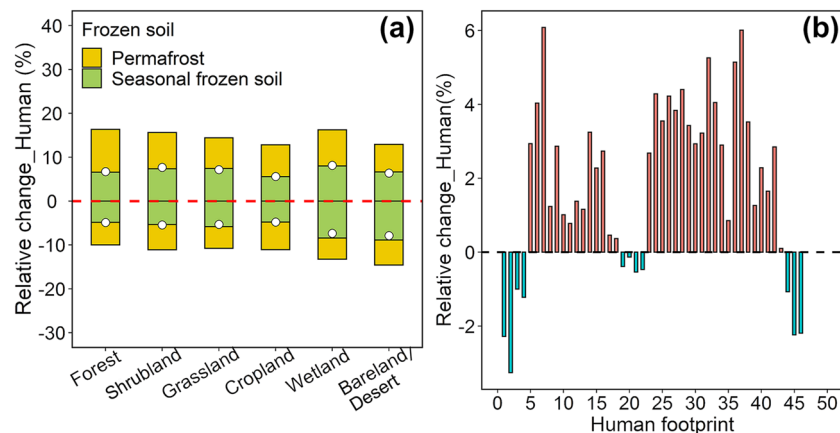 (a)
Frozen soil
Permafrost
Seasonal frozen soil
Relative change_Human (%)
40
30
20
10
0
-10
-20
-30
Forest
Shrubland
Grassland
Cropland
Wetland
Bareland/
Desert
(b)
Relative change_Human(%)
6
4
2
0
-2
0 5 10 15 20 25 30 35 40 45 50
Human footprint